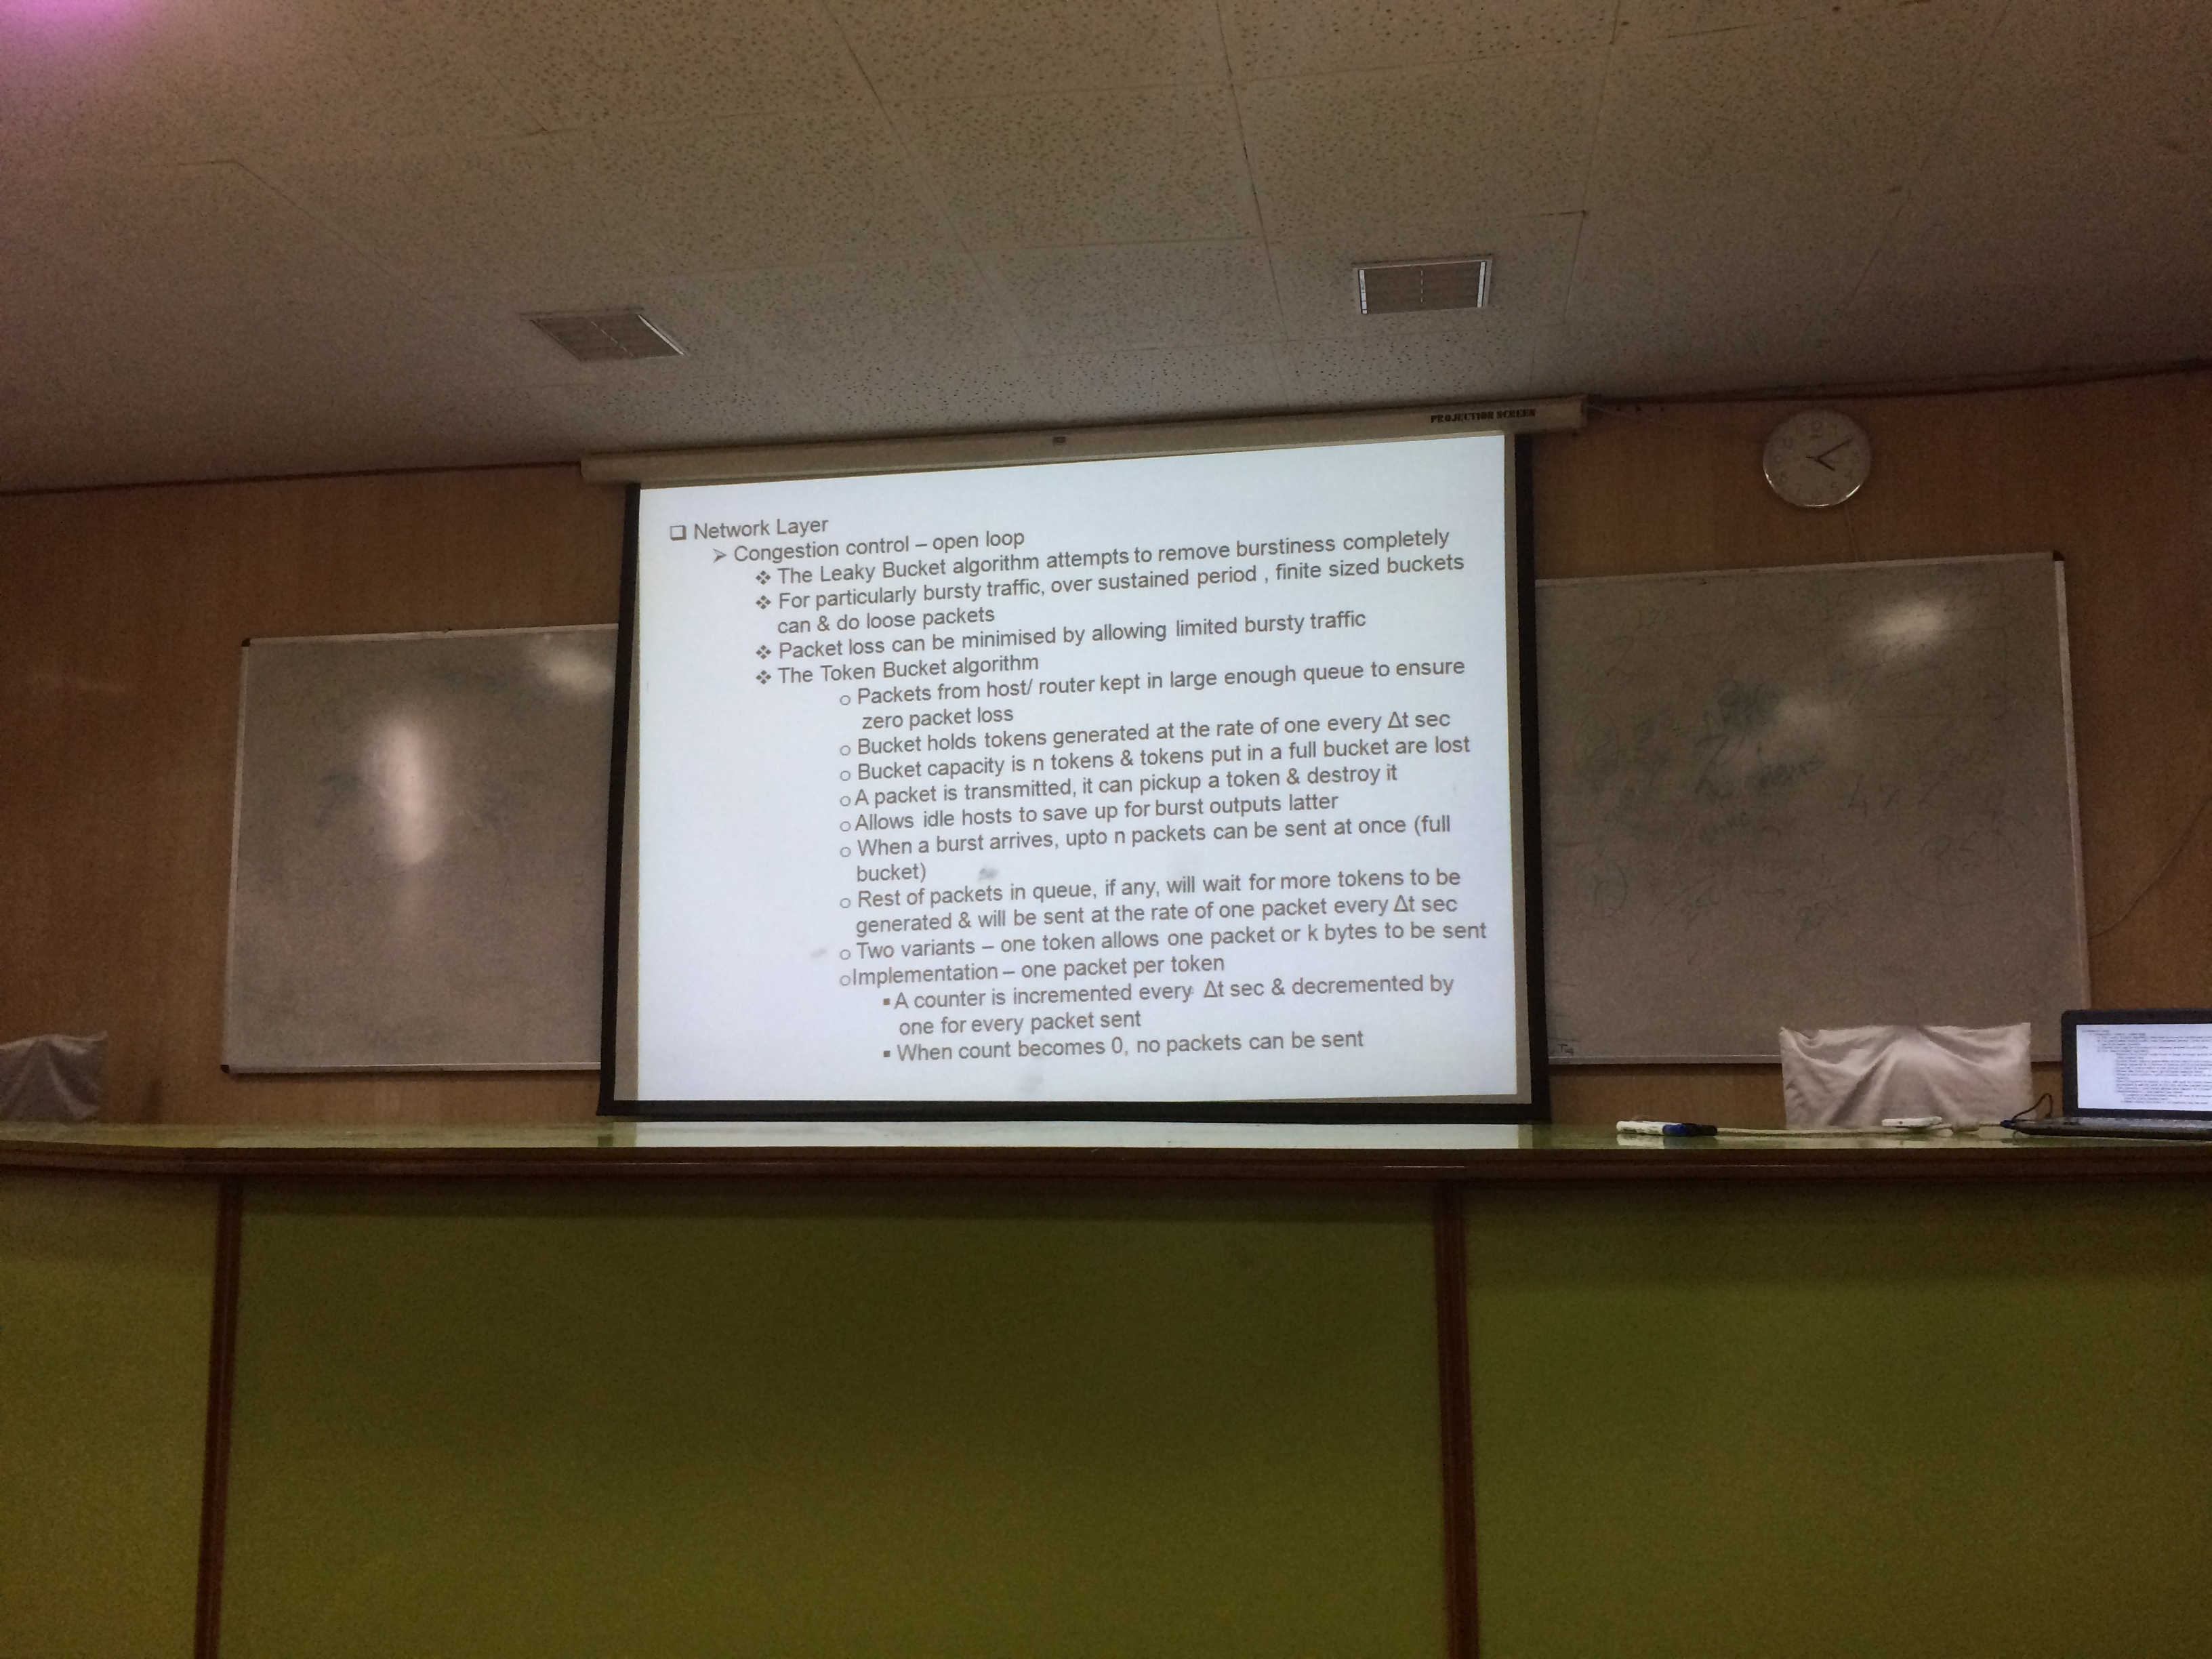 PROJECTION SCREEN
❑ Network Layer
➢ Congestion control – open loop
❖ The Leaky Bucket algorithm attempts to remove burstiness completely
❖ For particularly bursty traffic, over sustained period , finite sized buckets
can & do loose packets
❖ Packet loss can be minimised by allowing limited bursty traffic
❖ The Token Bucket algorithm
o Packets from host/ router kept in large enough queue to ensure
zero packet loss
o Bucket holds tokens generated at the rate of one every Δt sec
o Bucket capacity is n tokens & tokens put in a full bucket are lost
o A packet is transmitted, it can pickup a token & destroy it
o Allows idle hosts to save up for burst outputs latter
o When a burst arrives, upto n packets can be sent at once (full
bucket)
o Rest of packets in queue, if any, will wait for more tokens to be
generated & will be sent at the rate of one packet every Δt sec
o Two variants – one token allows one packet or k bytes to be sent
o Implementation – one packet per token
▪ A counter is incremented every Δt sec & decremented by
one for every packet sent
▪ When count becomes 0, no packets can be sent